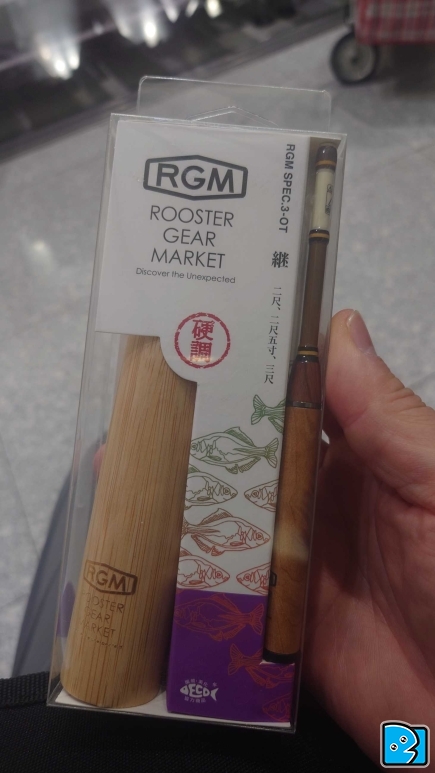 RGM
ROOSTER
GEAR
MARKET
Discover the Unexpected
硬調
RGM SPEC.3-OT
継
二尺、二尺五寸、三尺
RGM
ROOSTER
GEAR
MARKET
ECO